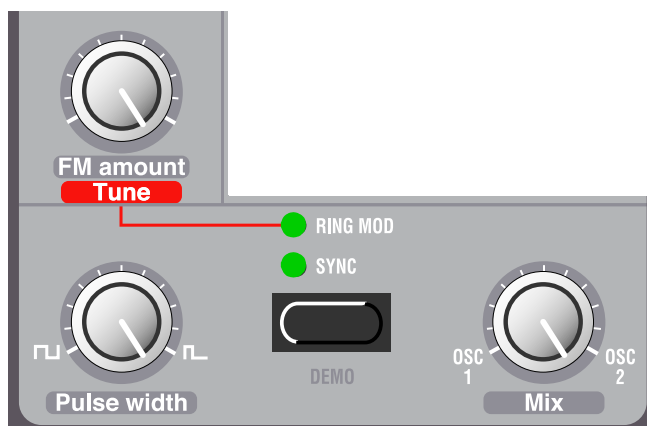 FM amount
Tune
RING MOD
SYNC
OSC
1
OSC
2
DEMO
Pulse width
Mix